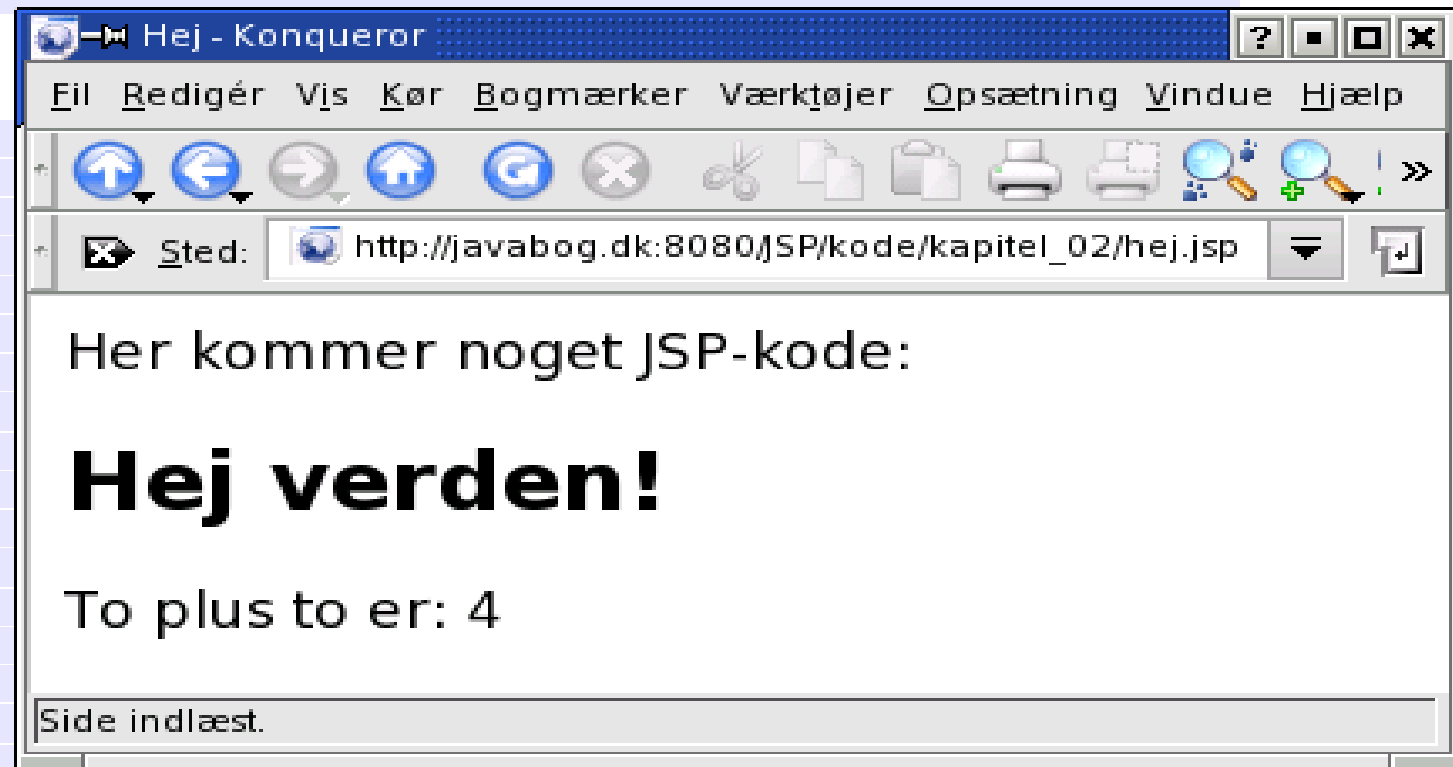 Hej - Konqueror
Fil Redigér Vis Kør Bogmærker Værktøjer Opsætning Vindue Hjælp
Sted: http://javabog.dk:8080/JSP/kode/kapitel_02/hej.jsp
Her kommer noget JSP-kode:
Hej verden!
To plus to er: 4
Side indlæst.